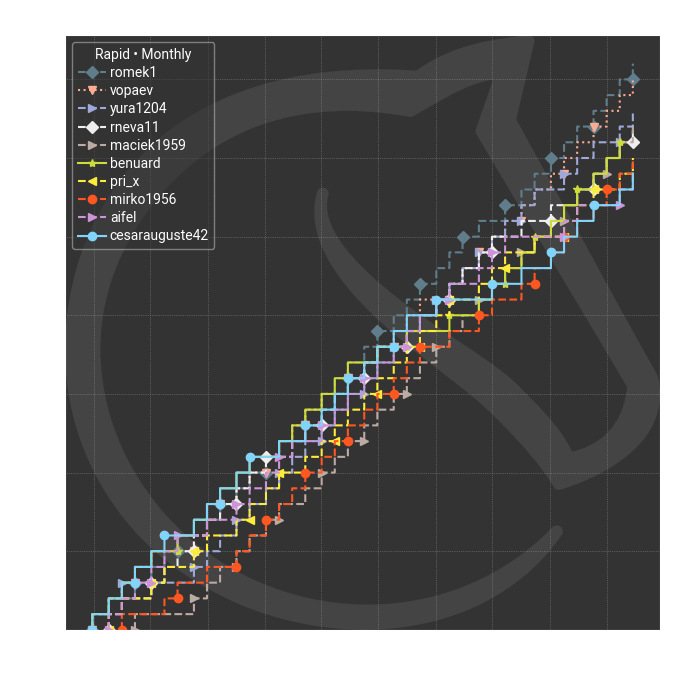 Rapid • Monthly
romek1
vopaev
yura1204
rneva11
maciek1959
benuard
pri_x
mirko1956
aifel
cesarauguste42